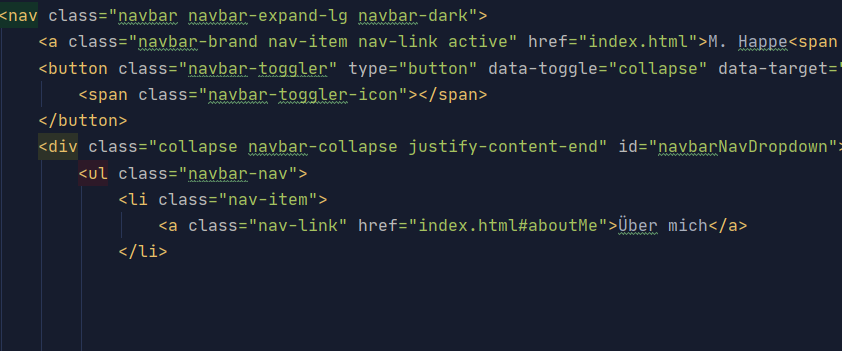 <nav class="navbar navbar-expand-lg navbar-dark">
<a class="navbar-brand nav-item nav-link active" href="index.html">M. Happe<span
<button class="navbar-toggler" type="button" data-toggle="collapse" data-target="
<span class="navbar-toggler-icon"></span>
</button>
<div class="collapse navbar-collapse justify-content-end" id="navbarNavDropdown">
<ul class="navbar-nav">
<li class="nav-item">
<a class="nav-link" href="index.html#aboutMe">Über mich</a>
</li>